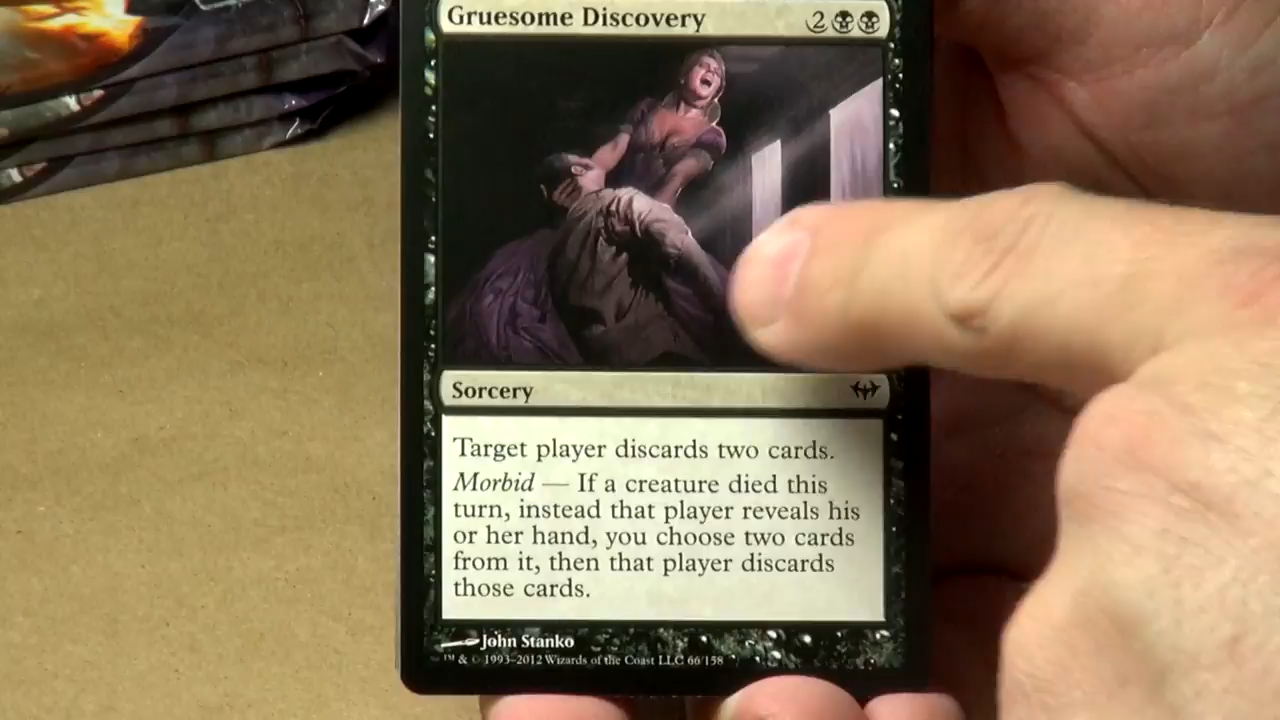 Gruesome Discovery 2
Sorcery
Target player discards two cards.
Morbid — If a creature died this
turn, instead that player reveals his
or her hand, you choose two cards
from it, then that player discards
those cards.
John Stanko
™ & © 1993–2012 Wizards of the Coast LLC 66/158